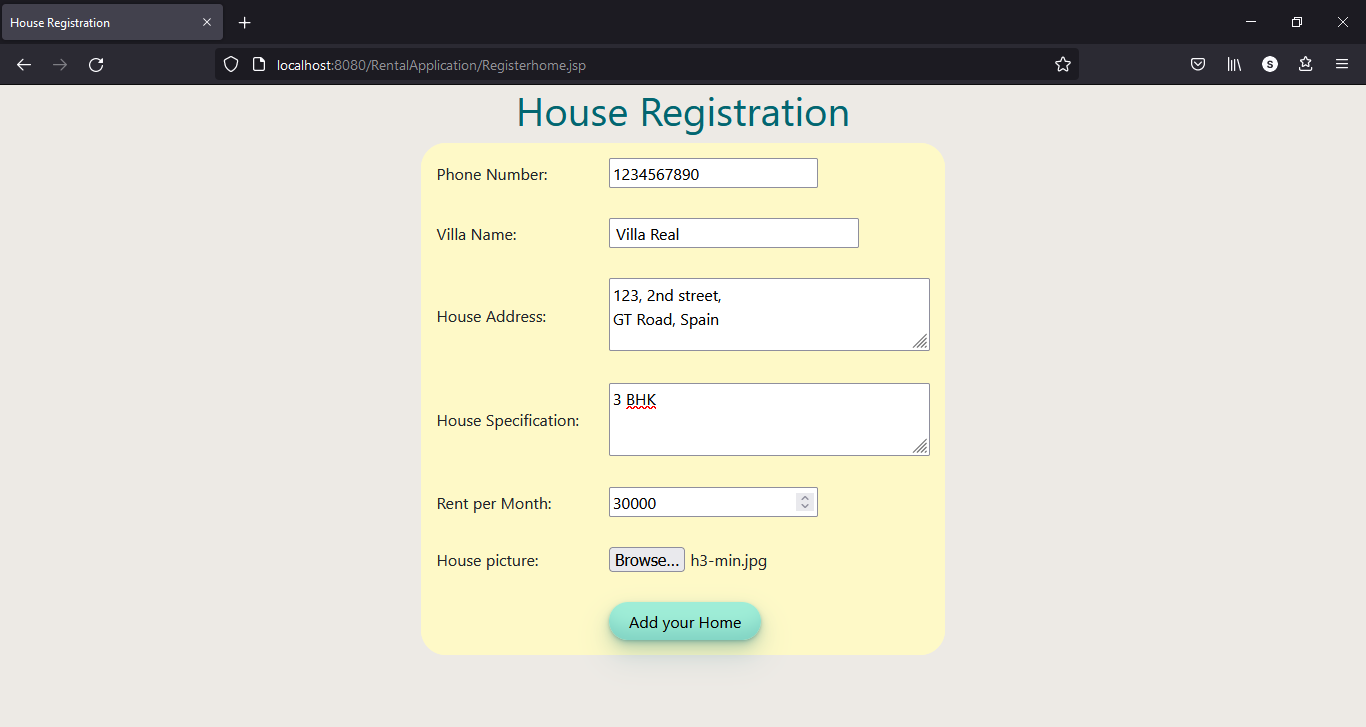 House Registration
localhost:8080/RentalApplication/Registerhome.jsp
S
House Registration
Phone Number: 1234567890
Villa Name: Villa Real
House Address: 123, 2nd street,
GT Road, Spain
House Specification: 3 BHK
Rent per Month: 30000
House picture: Browse... h3-min.jpg
Add your Home